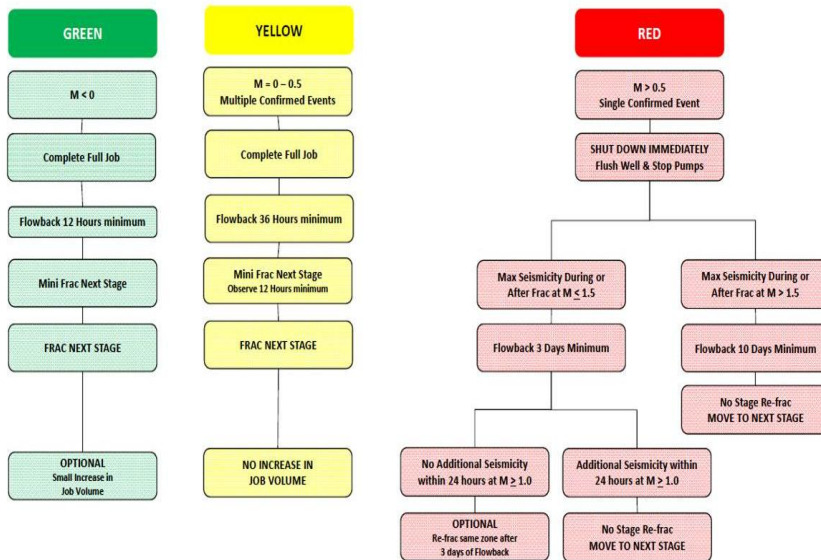 GREEN
M < 0
Complete Full Job
Flowback 12 Hours minimum
Mini Frac Next Stage
FRAC NEXT STAGE
OPTIONAL
Small Increase in
Job Volume
YELLOW
M = 0 – 0.5
Multiple Confirmed Events
Complete Full Job
Flowback 36 Hours minimum
Mini Frac Next Stage
Observe 12 Hours minimum
FRAC NEXT STAGE
NO INCREASE IN
JOB VOLUME
RED
M > 0.5
Single Confirmed Event
SHUT DOWN IMMEDIATELY
Flush Well & Stop Pumps
Max Seismicity During or
After Frac at M ≤ 1.5
Flowback 3 Days Minimum
No Additional Seismicity
within 24 hours at M ≥ 1.0
OPTIONAL
Re-frac same zone after
3 days of Flowback
Additional Seismicity within
24 hours at M ≥ 1.0
No Stage Re-frac
MOVE TO NEXT STAGE
Max Seismicity During or
After Frac at M > 1.5
Flowback 10 Days Minimum
No Stage Re-frac
MOVE TO NEXT STAGE